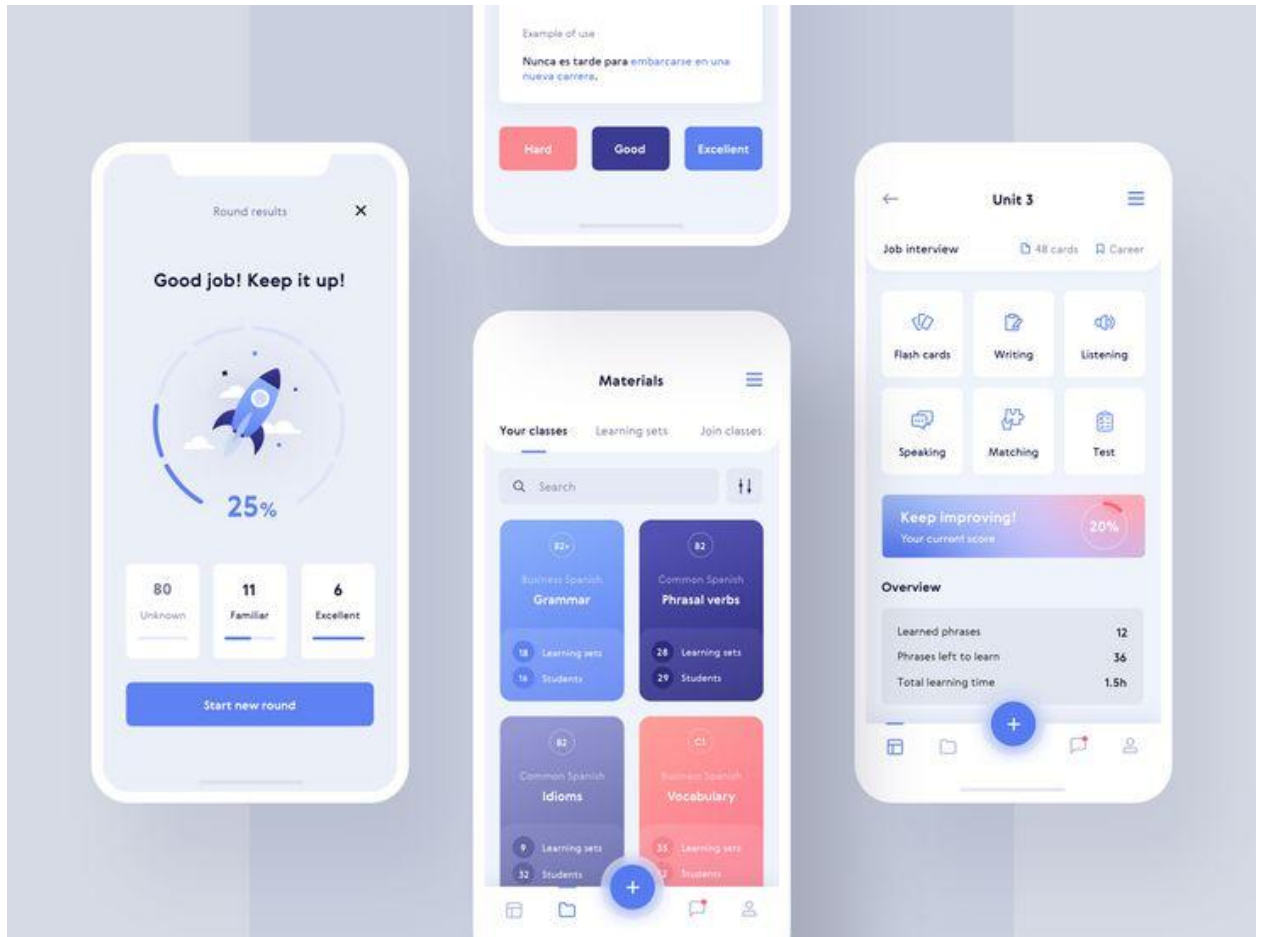 Round results
Good job! Keep it up!
25%
80
Unknown
11
Familiar
6
Excellent
Start new round
Example of use
Nunca es tarde para embarcarse en una
nueva carrera.
Hard
Good
Excellent
Materials
Your classes
Learning sets
Join classes
Search
B2+
Business Spanish
Grammar
18 Learning sets
16 Students
B2
Common Spanish
Phrasal verbs
28 Learning sets
29 Students
B2
Common Spanish
Idioms
9 Learning sets
32 Students
C1
Business Spanish
Vocabulary
35 Learning sets
Students
Unit 3
Job interview
48 cards
Career
Flash cards
Writing
Listening
Speaking
Matching
Test
Keep improving!
Your current score
20%
Overview
Learned phrases 12
Phrases left to learn 36
Total learning time 1.5h